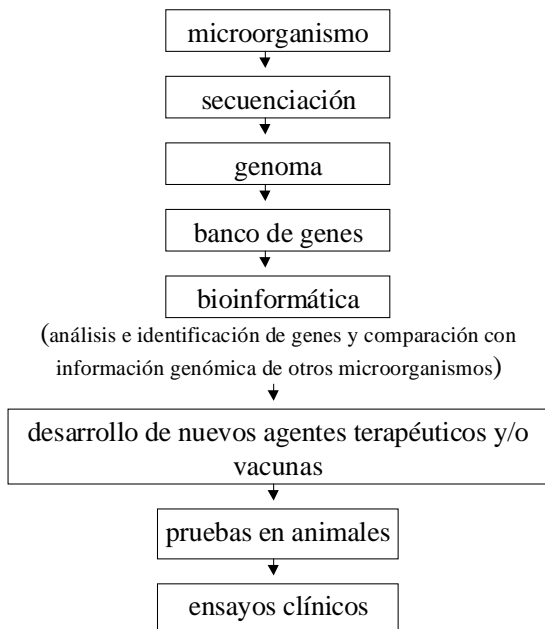 microorganismo
secuenciación
genoma
banco de genes
bioinformática
(análisis e identificación de genes y comparación con
información genómica de otros microorganismos)
desarrollo de nuevos agentes terapéuticos y/o
vacunas
pruebas en animales
ensayos clínicos